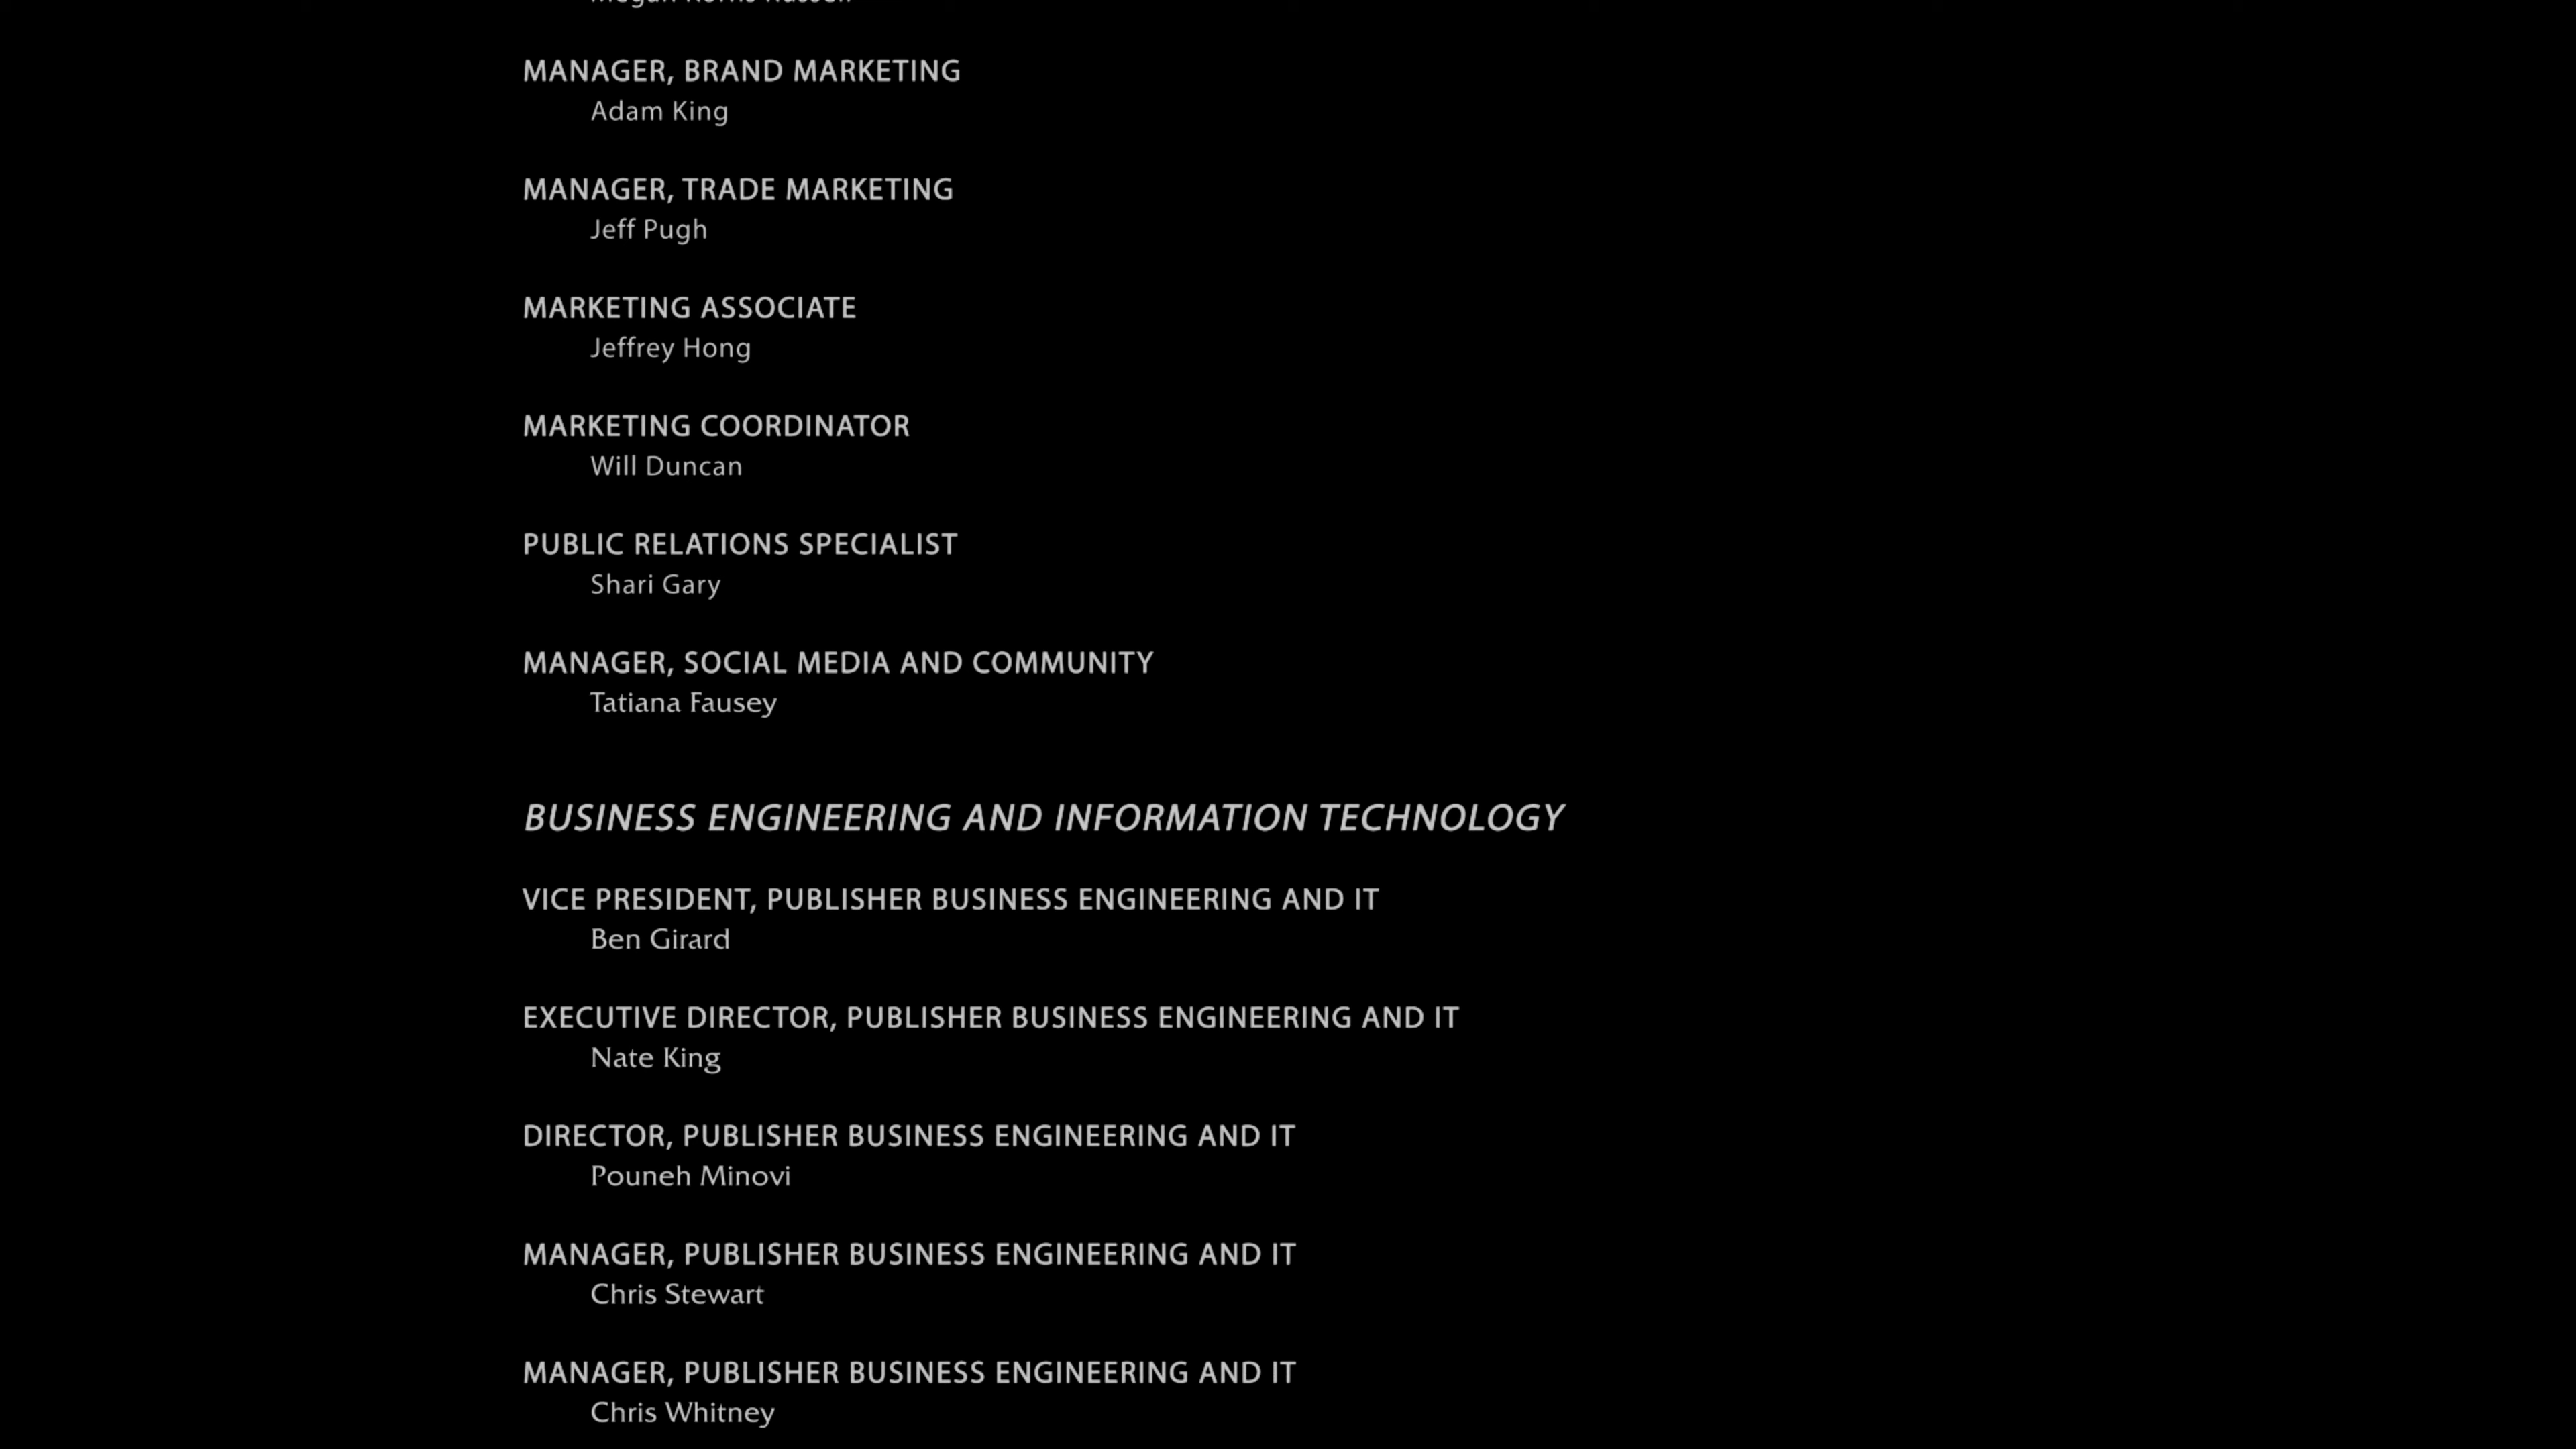 MANAGER, BRAND MARKETING
Adam King
MANAGER, TRADE MARKETING
Jeff Pugh
MARKETING ASSOCIATE
Jeffrey Hong
MARKETING COORDINATOR
Will Duncan
PUBLIC RELATIONS SPECIALIST
Shari Gary
MANAGER, SOCIAL MEDIA AND COMMUNITY
Tatiana Fausey
BUSINESS ENGINEERING AND INFORMATION TECHNOLOGY
VICE PRESIDENT, PUBLISHER BUSINESS ENGINEERING AND IT
Ben Girard
EXECUTIVE DIRECTOR, PUBLISHER BUSINESS ENGINEERING AND IT
Nate King
DIRECTOR, PUBLISHER BUSINESS ENGINEERING AND IT
Pouneh Minovi
MANAGER, PUBLISHER BUSINESS ENGINEERING AND IT
Chris Stewart
MANAGER, PUBLISHER BUSINESS ENGINEERING AND IT
Chris Whitney